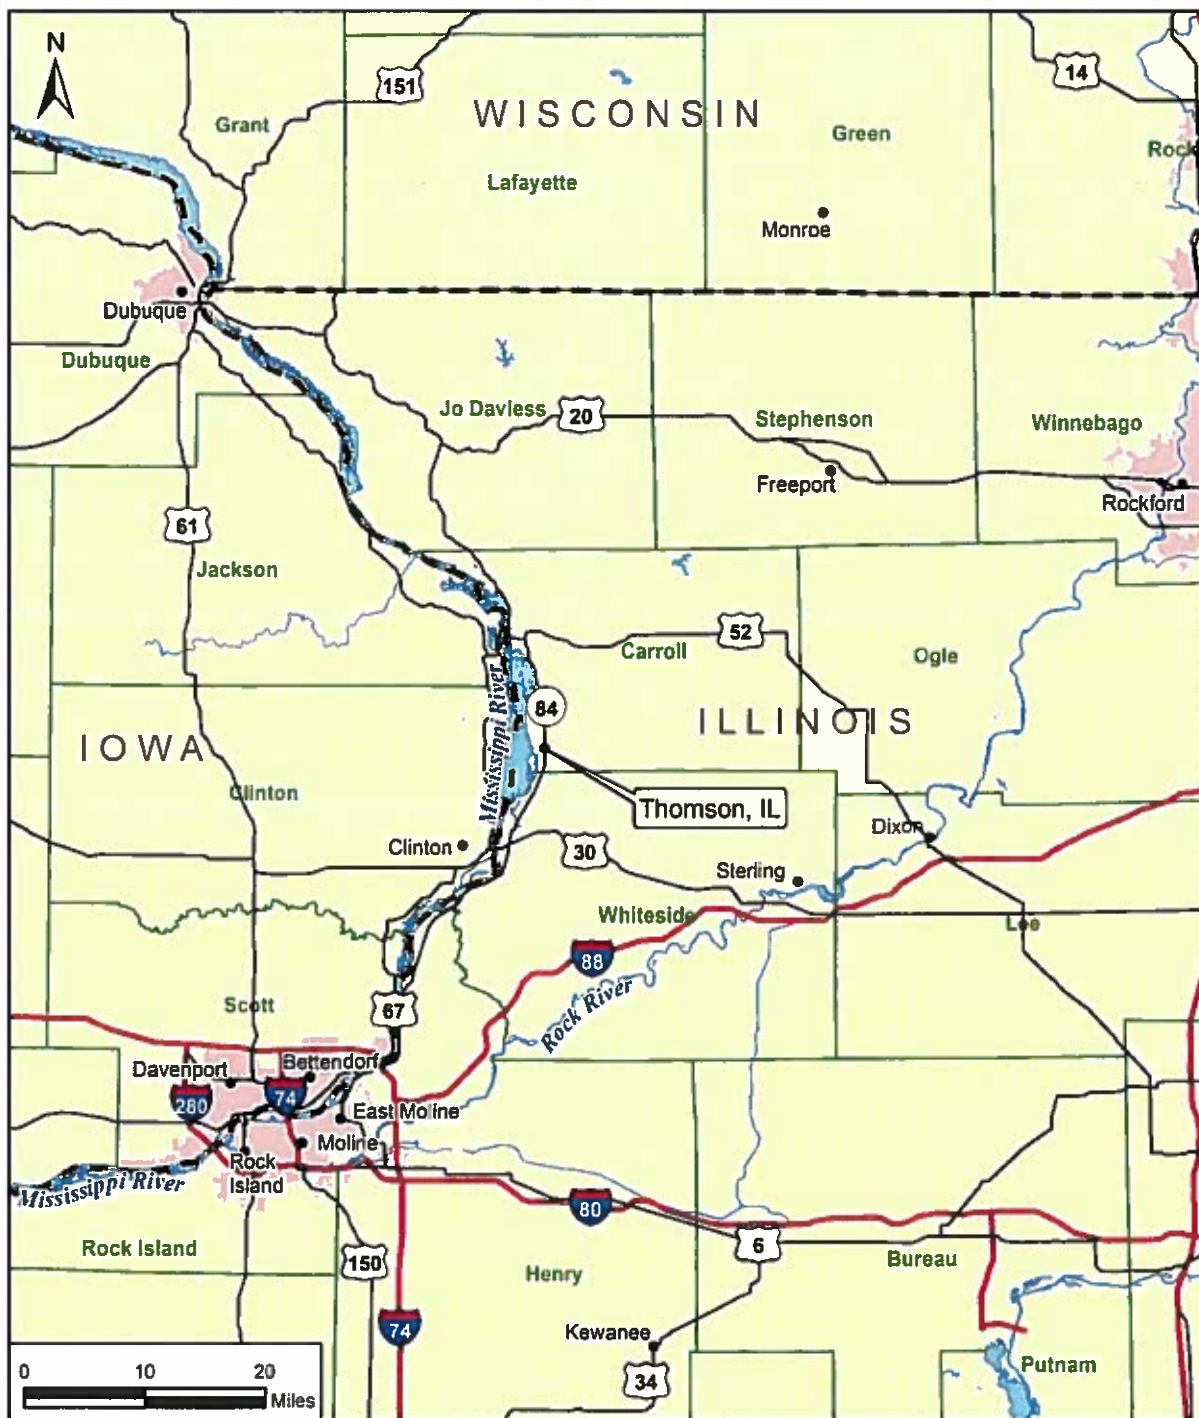 N
151
14
WISCONSIN
Grant
Green
Rock
Lafayette
Monroe
Dubuque
Dubuque
Jo Daviess
20
Stephenson
Winnebago
Freeport
Rockford
61
Jackson
52
Carroll
Ogle
Mississippi River
84
ILLINOIS
IOWA
Clinton
Thomson, IL
Clinton
30
Dixon
Sterling
Whiteside
Lee
88
Rock River
Scott
67
Davenport
Bettendorf
280
74
East Moline
Moline
Rock
Island
Mississippi River
80
6
Rock Island
150
Henry
Bureau
74
Kewanee
34
Putnam
0 10 20
Miles